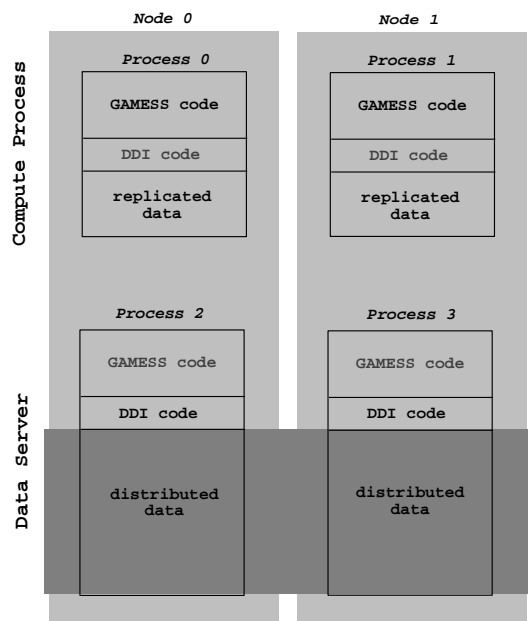 Node 0
Node 1
Compute Process
Process 0
Process 1
GAMESS code
GAMESS code
DDI code
DDI code
replicated
data
replicated
data
Data Server
Process 2
Process 3
GAMESS code
GAMESS code
DDI code
DDI code
distributed
data
distributed
data